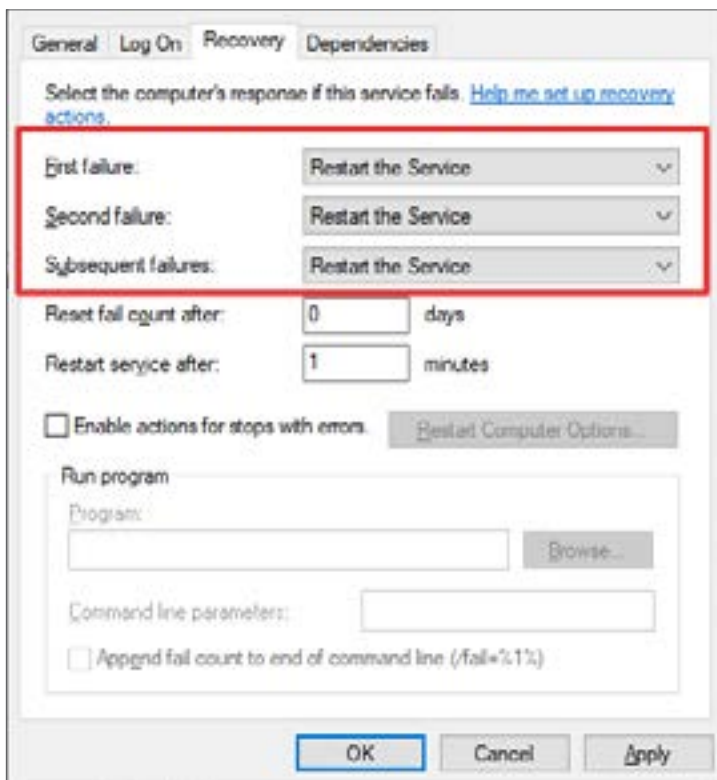 General Log On Recovery Dependencies
Select the computer's response if this service fails. Help me set up recovery
actions.
First failure: Restart the Service
Second failure: Restart the Service
Subsequent failures: Restart the Service
Reset fail count after: 0 days
Restart service after: 1 minutes
Enable actions for stops with errors. Restart Computer Options...
Run program
Program:
Browse...
Command line parameters:
Append fail count to end of command line (/fail=%1%)
OK Cancel Apply